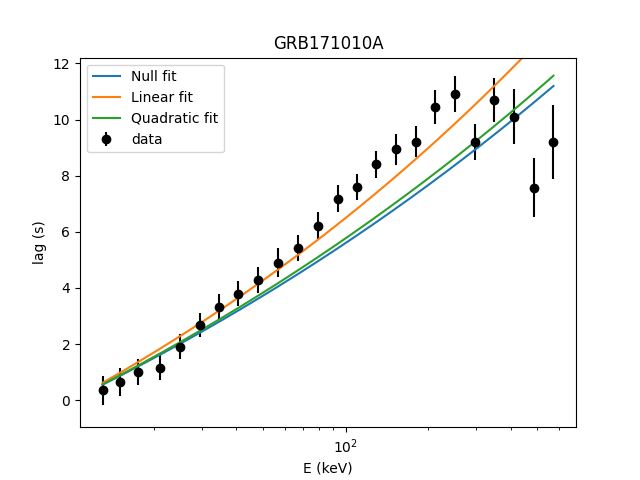 GRB171010A
12
10
8
6
4
2
0
lag (s)
Null fit
Linear fit
Quadratic fit
data
10²
E (keV)